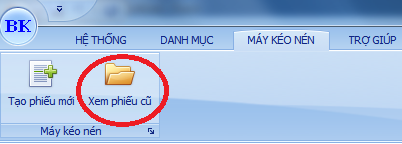 BK
HỆ THỐNG DANH MỤC MÁY KÉO NÉN TRỢ GIÚP
Tạo phiếu mới Xem phiếu cũ
Máy kéo nén